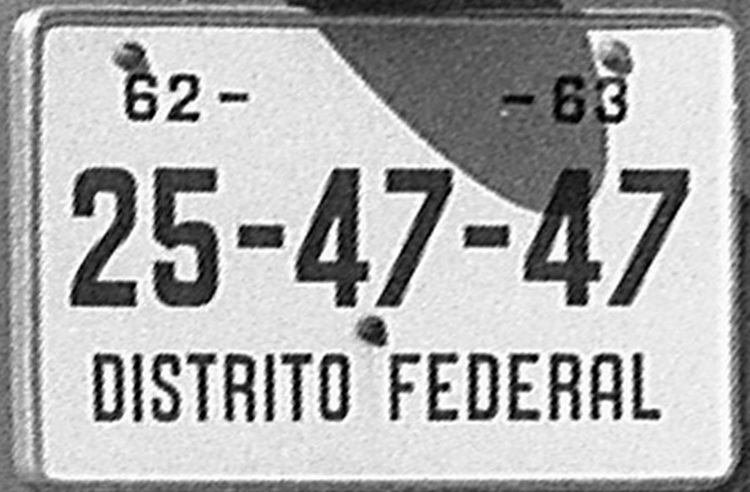 62- -63
25-47-47
DISTRITO FEDERAL